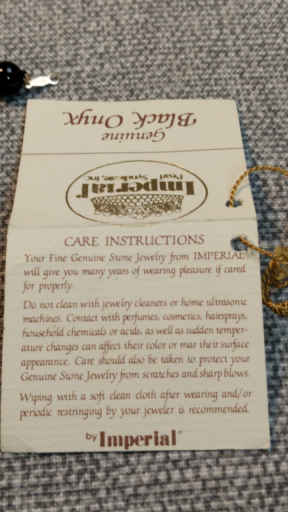 Genuine
Black Onyx
Imperial
Pearl Syndicate, Inc.
CARE INSTRUCTIONS
Your Fine Genuine Stone Jewelry from IMPERIAL
will give you many years of wearing pleasure if cared
for properly.
Do not clean with jewelry cleaners or home ultrasonic
machines. Contact with perfumes, cosmetics, hairsprays,
household chemicals or acids, as well as sudden temper-
ature changes can affect their color or mar their surface
appearance. Care should also be taken to protect your
Genuine Stone Jewelry from scratches and sharp blows.
Wiping with a soft clean cloth after wearing and/or
periodic restringing by your jeweler is recommended.
by Imperial